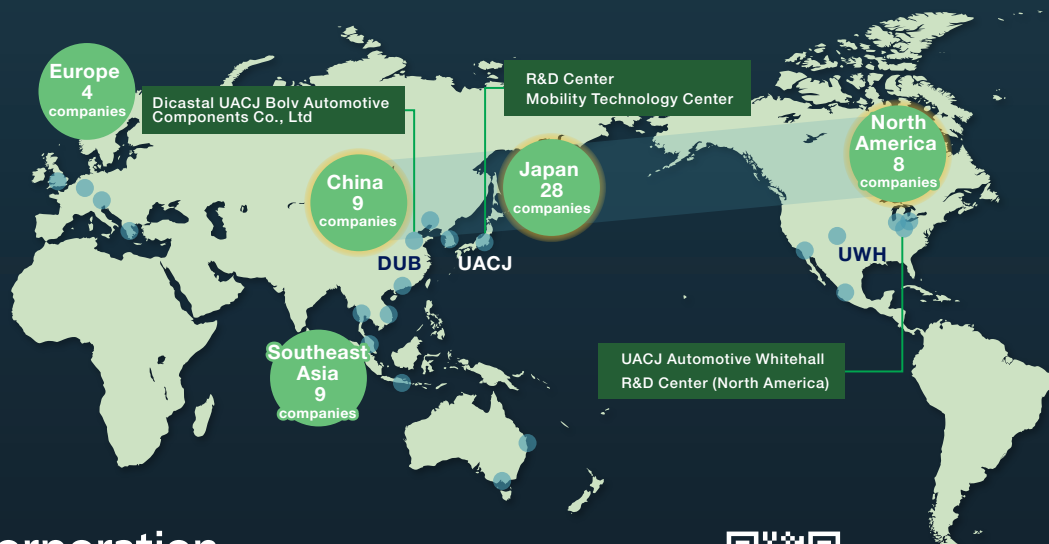 Europe
4
companies
Dicastal UACJ Bolv Automotive
Components Co., Ltd
R&D Center
Mobility Technology Center
North
America
8
companies
China
9
companies
Japan
28
companies
DUB
UACJ
UWH
Southeast
Asia
9
companies
UACJ Automotive Whitehall
R&D Center (North America)